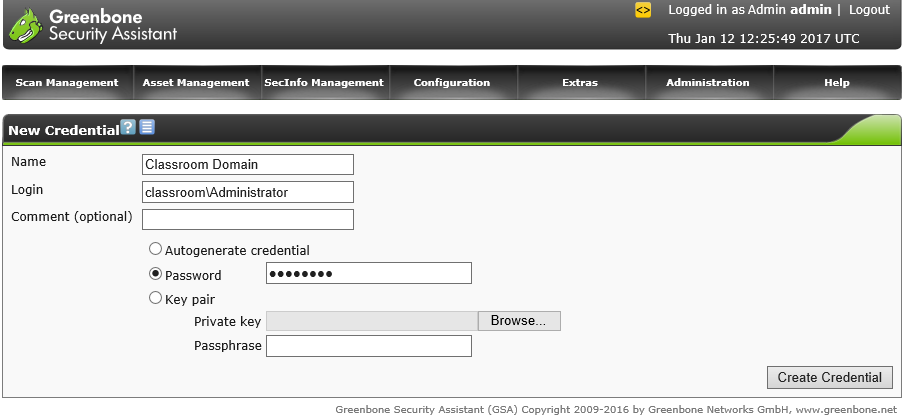 Greenbone
Security Assistant
<> Logged in as Admin admin | Logout
Thu Jan 12 12:25:49 2017 UTC
Scan Management Asset Management SecInfo Management Configuration Extras Administration Help
New Credential ?
Name Classroom Domain
Login classroom\Administrator
Comment (optional)
Autogenerate credential
Password ●●●●●●●●
Key pair
Private key Browse...
Passphrase
Create Credential
Greenbone Security Assistant (GSA) Copyright 2009-2016 by Greenbone Networks GmbH, www.greenbone.net